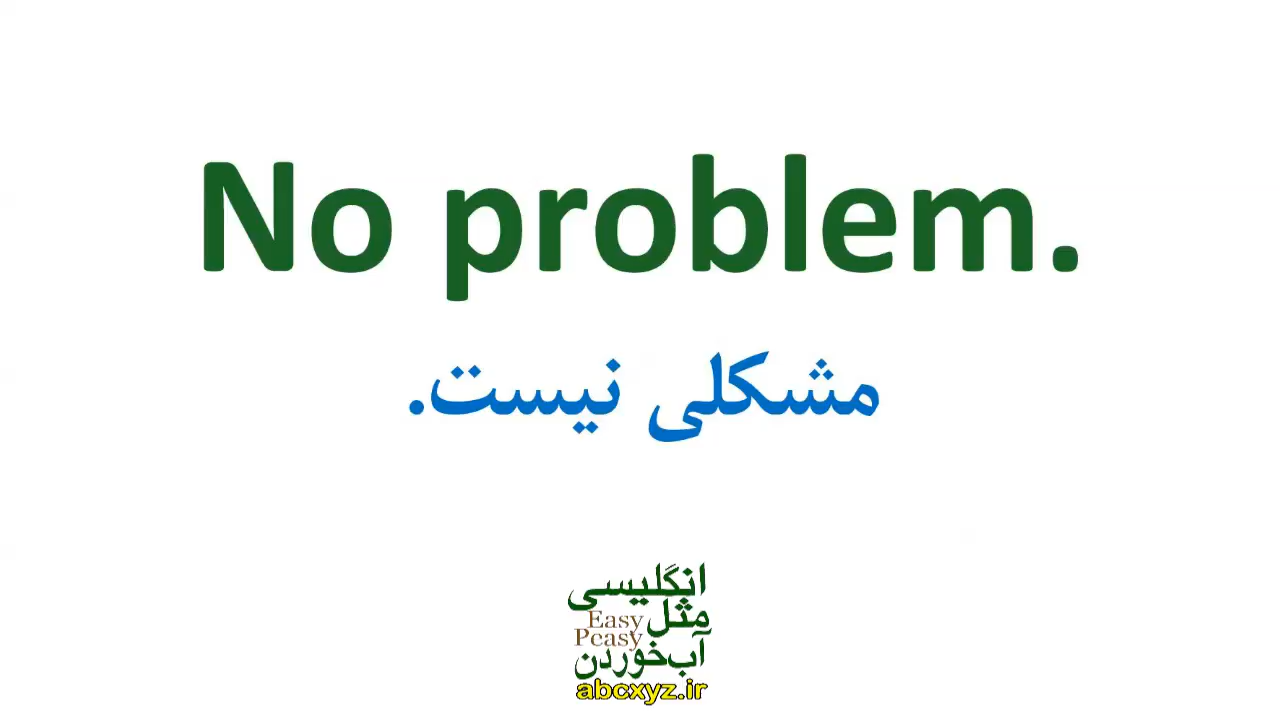 No problem.
مشکلی نیست.
انگلیسی
مثل
Easy
Peasy
آب‌خوردن
abcxyz.ir